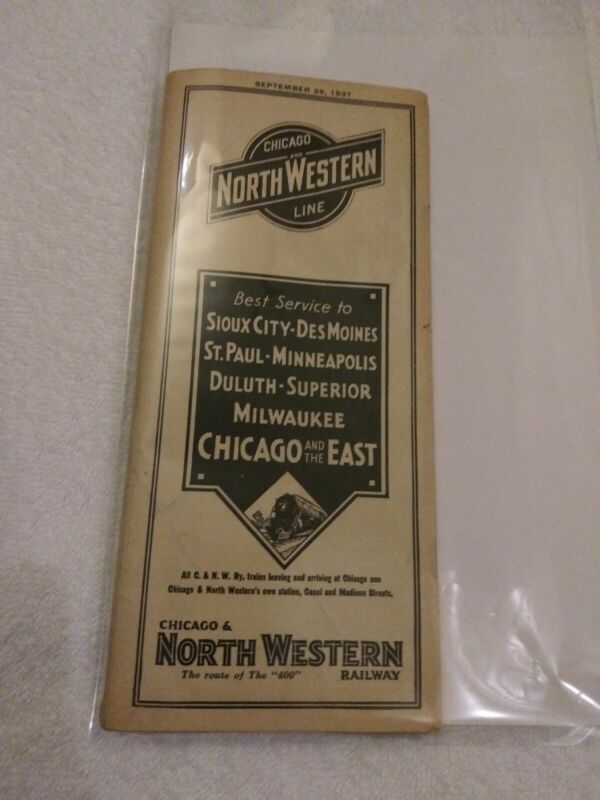 SEPTEMBER 26, 1937
CHICAGO
AND
NORTH WESTERN
LINE
Best Service to
SIOUX CITY-DES MOINES
ST. PAUL-MINNEAPOLIS
DULUTH-SUPERIOR
MILWAUKEE
CHICAGO AND THE EAST
All C. & N. W. Ry. trains leaving and arriving at Chicago use
Chicago & North Western's own station, Canal and Madison Streets.
CHICAGO &
NORTH WESTERN
The route of The "400" RAILWAY